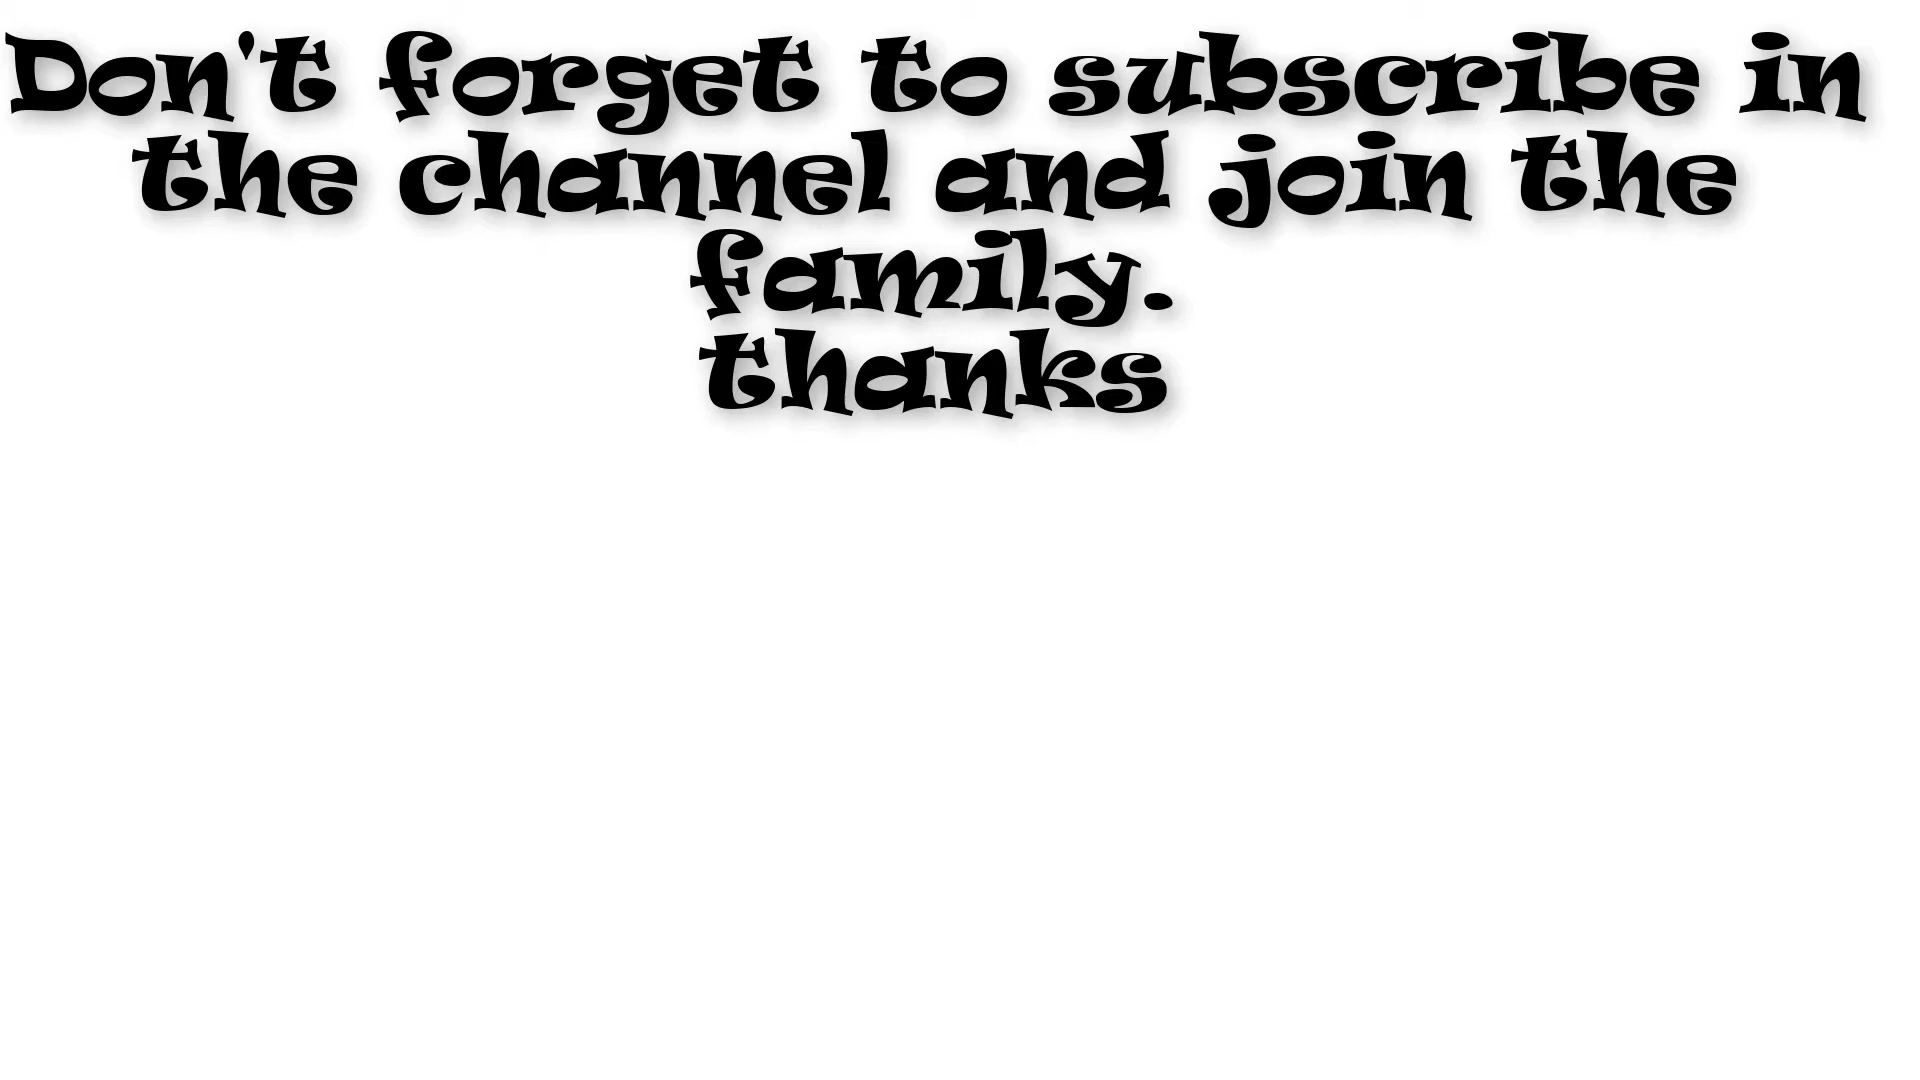 Don't forget to subscribe in
the channel and join the
family.
thanks